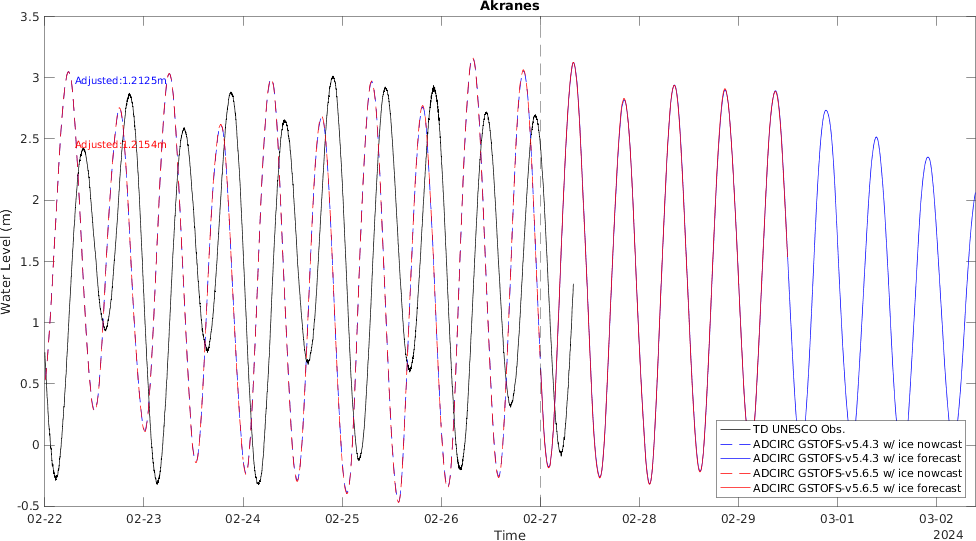 Akranes
3.5
3
2.5
2
1.5
1
0.5
0
-0.5
Water Level (m)
Adjusted:1.2125m
Adjusted:1.2154m
TD UNESCO Obs.
ADCIRC GSTOFS-v5.4.3 w/ ice nowcast
ADCIRC GSTOFS-v5.4.3 w/ ice forecast
ADCIRC GSTOFS-v5.6.5 w/ ice nowcast
ADCIRC GSTOFS-v5.6.5 w/ ice forecast
02-22 02-23 02-24 02-25 02-26 02-27 02-28 02-29 03-01 03-02
Time
2024